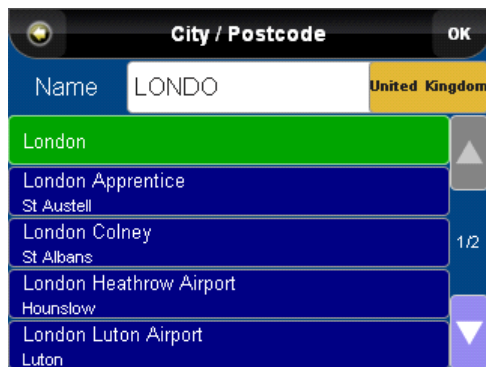 City / Postcode OK
Name LONDO United Kingdom
London
London Apprentice
St Austell
London Colney
St Albans
1/2
London Heathrow Airport
Hounslow
London Luton Airport
Luton